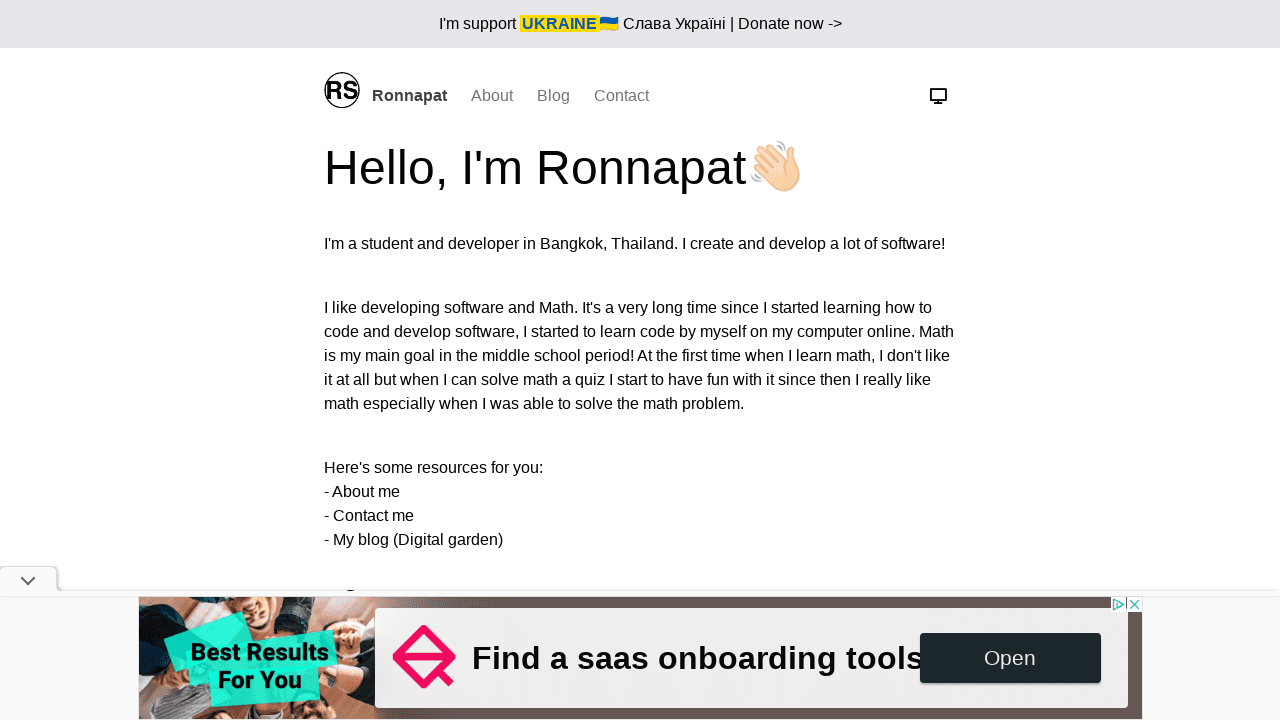 I'm support UKRAINE🇺🇦 Слава Україні | Donate now ->
RS Ronnapat About Blog Contact
Hello, I'm Ronnapat👋🏻
I'm a student and developer in Bangkok, Thailand. I create and develop a lot of software!
I like developing software and Math. It's a very long time since I started learning how to
code and develop software, I started to learn code by myself on my computer online. Math
is my main goal in the middle school period! At the first time when I learn math, I don't like
it at all but when I can solve math a quiz I start to have fun with it since then I really like
math especially when I was able to solve the math problem.
Here's some resources for you:
- About me
- Contact me
- My blog (Digital garden)
Best Results
For You
Find a saas onboarding tools
Open